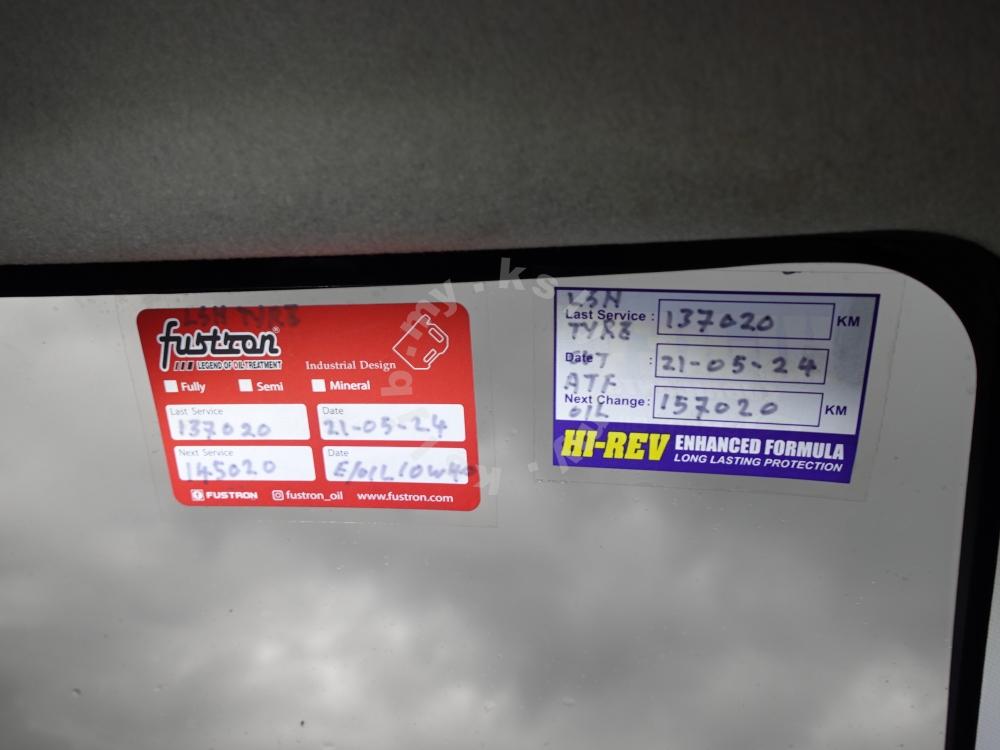 LSN TYRE
fustron®
LEGEND OF OIL TREATMENT
Industrial Design
Fully Semi Mineral
Last Service Date
137020 21-05-24
Next Service Date
145020 E/OIL 10W40
FUSTRON fustron_oil www.fustron.com
LSN
Last Service : 137020 KM
TYRE
Date : 21-05-24
ATF
Next Change : 157020 KM
OIL
HI-REV ENHANCED FORMULA
LONG LASTING PROTECTION